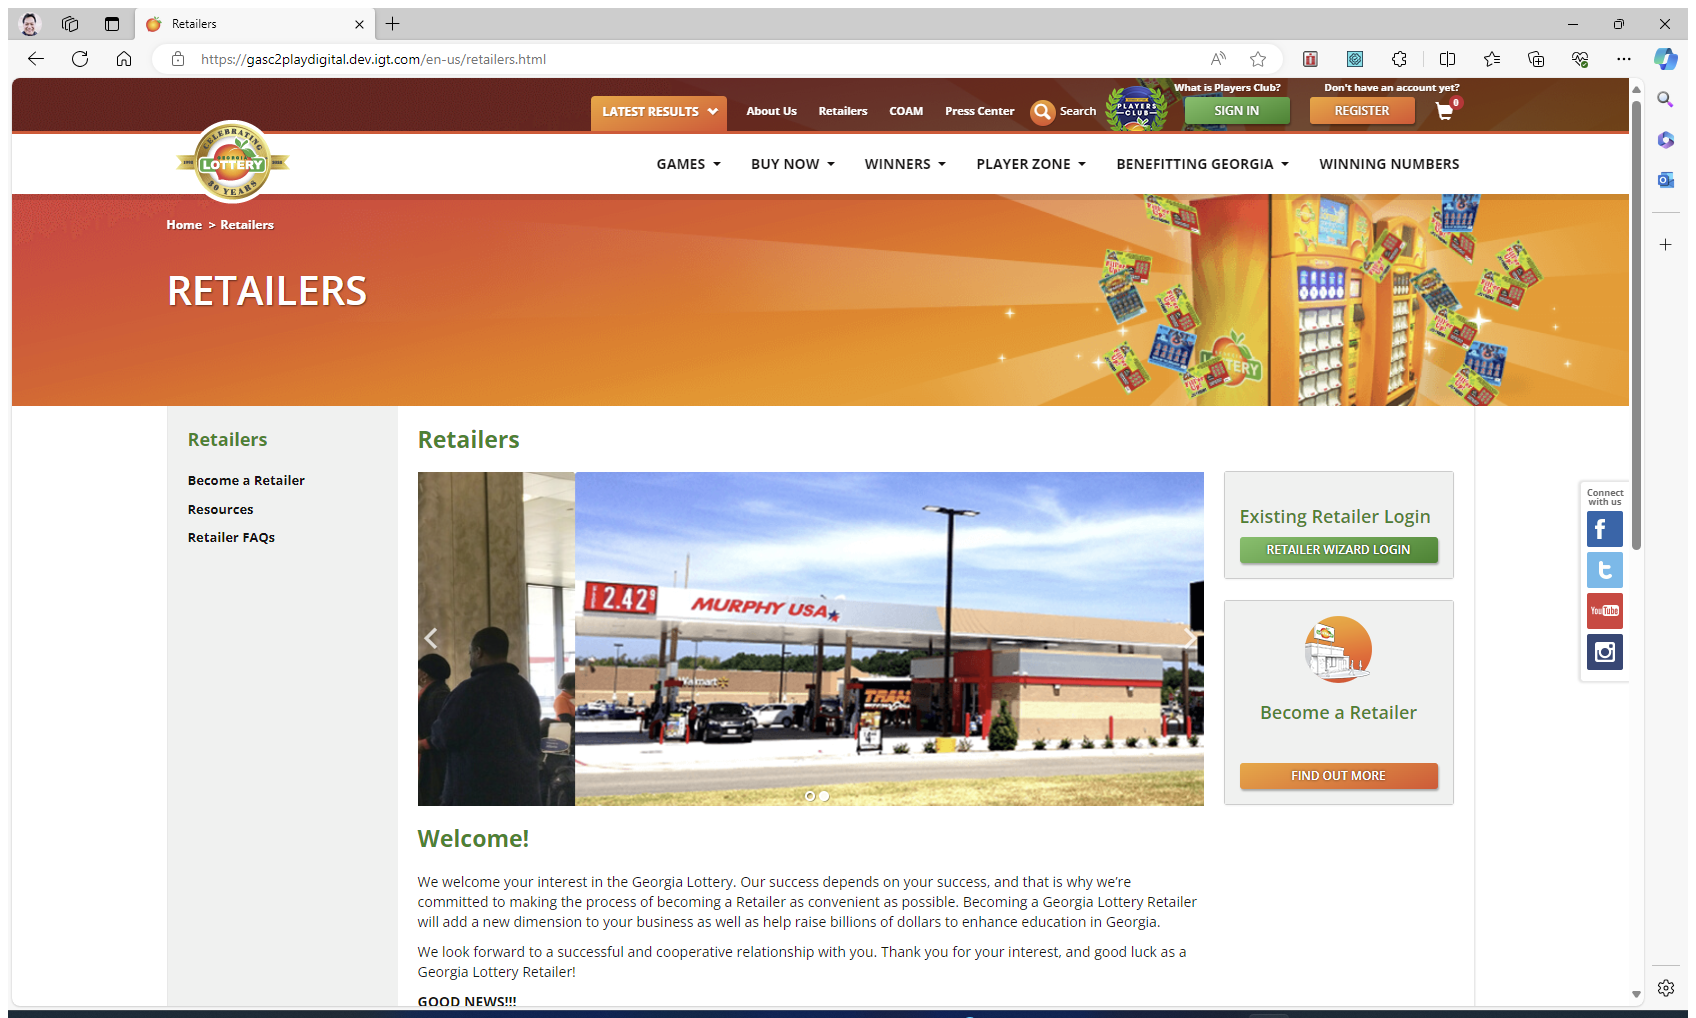 Retailers
https://gasc2playdigital.dev.igt.com/en-us/retailers.html
What is Players Club?
Don't have an account yet?
LATEST RESULTS
About Us
Retailers
COAM
Press Center
Search
PLAYERS
CLUB
SIGN IN
REGISTER
0
CELEBRATING
GEORGIA
LOTTERY
30 YEARS
GAMES
BUY NOW
WINNERS
PLAYER ZONE
BENEFITTING GEORGIA
WINNING NUMBERS
Home > Retailers
RETAILERS
LOTTERY
Retailers
Become a Retailer
Resources
Retailer FAQs
Retailers
2.42 9
MURPHY USA
Walmart
Existing Retailer Login
RETAILER WIZARD LOGIN
Become a Retailer
FIND OUT MORE
Connect
with us
You Tube
Welcome!
We welcome your interest in the Georgia Lottery. Our success depends on your success, and that is why we're
committed to making the process of becoming a Retailer as convenient as possible. Becoming a Georgia Lottery Retailer
will add a new dimension to your business as well as help raise billions of dollars to enhance education in Georgia.
We look forward to a successful and cooperative relationship with you. Thank you for your interest, and good luck as a
Georgia Lottery Retailer!
GOOD NEWS!!!